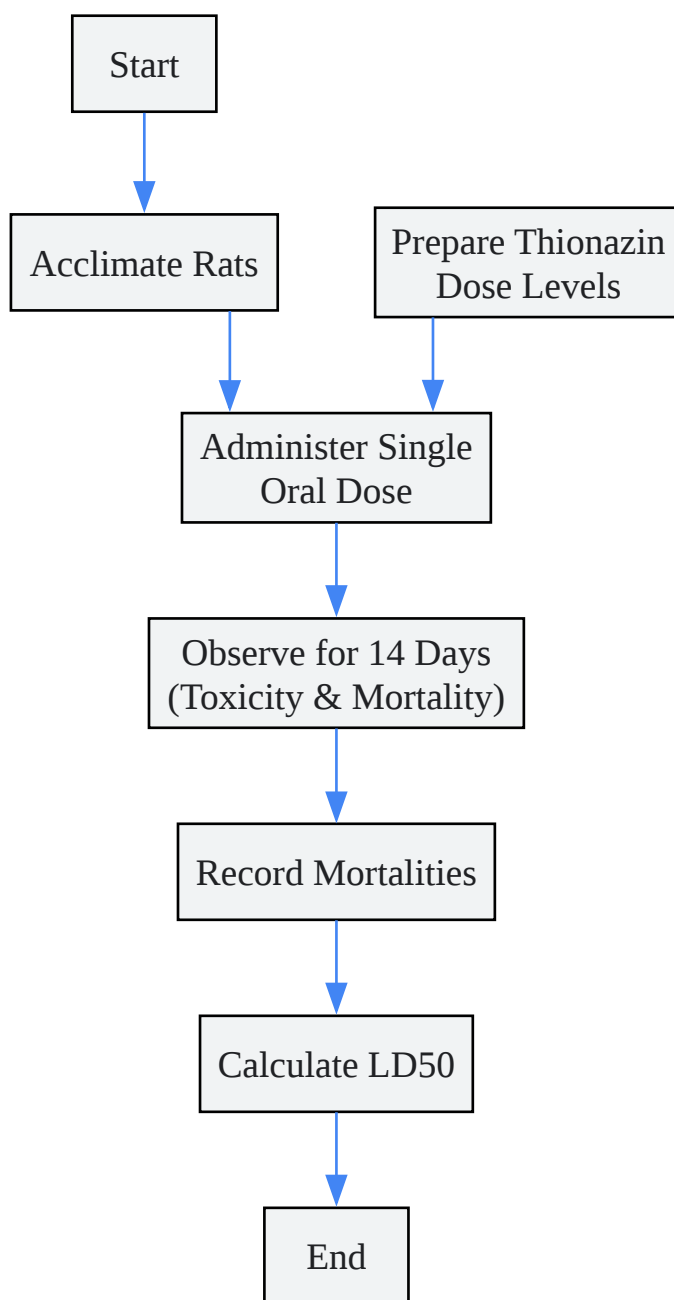 Start
Acclimate Rats
Prepare Thionazin
Dose Levels
Administer Single
Oral Dose
Observe for 14 Days
(Toxicity & Mortality)
Record Mortalities
Calculate LD50
End